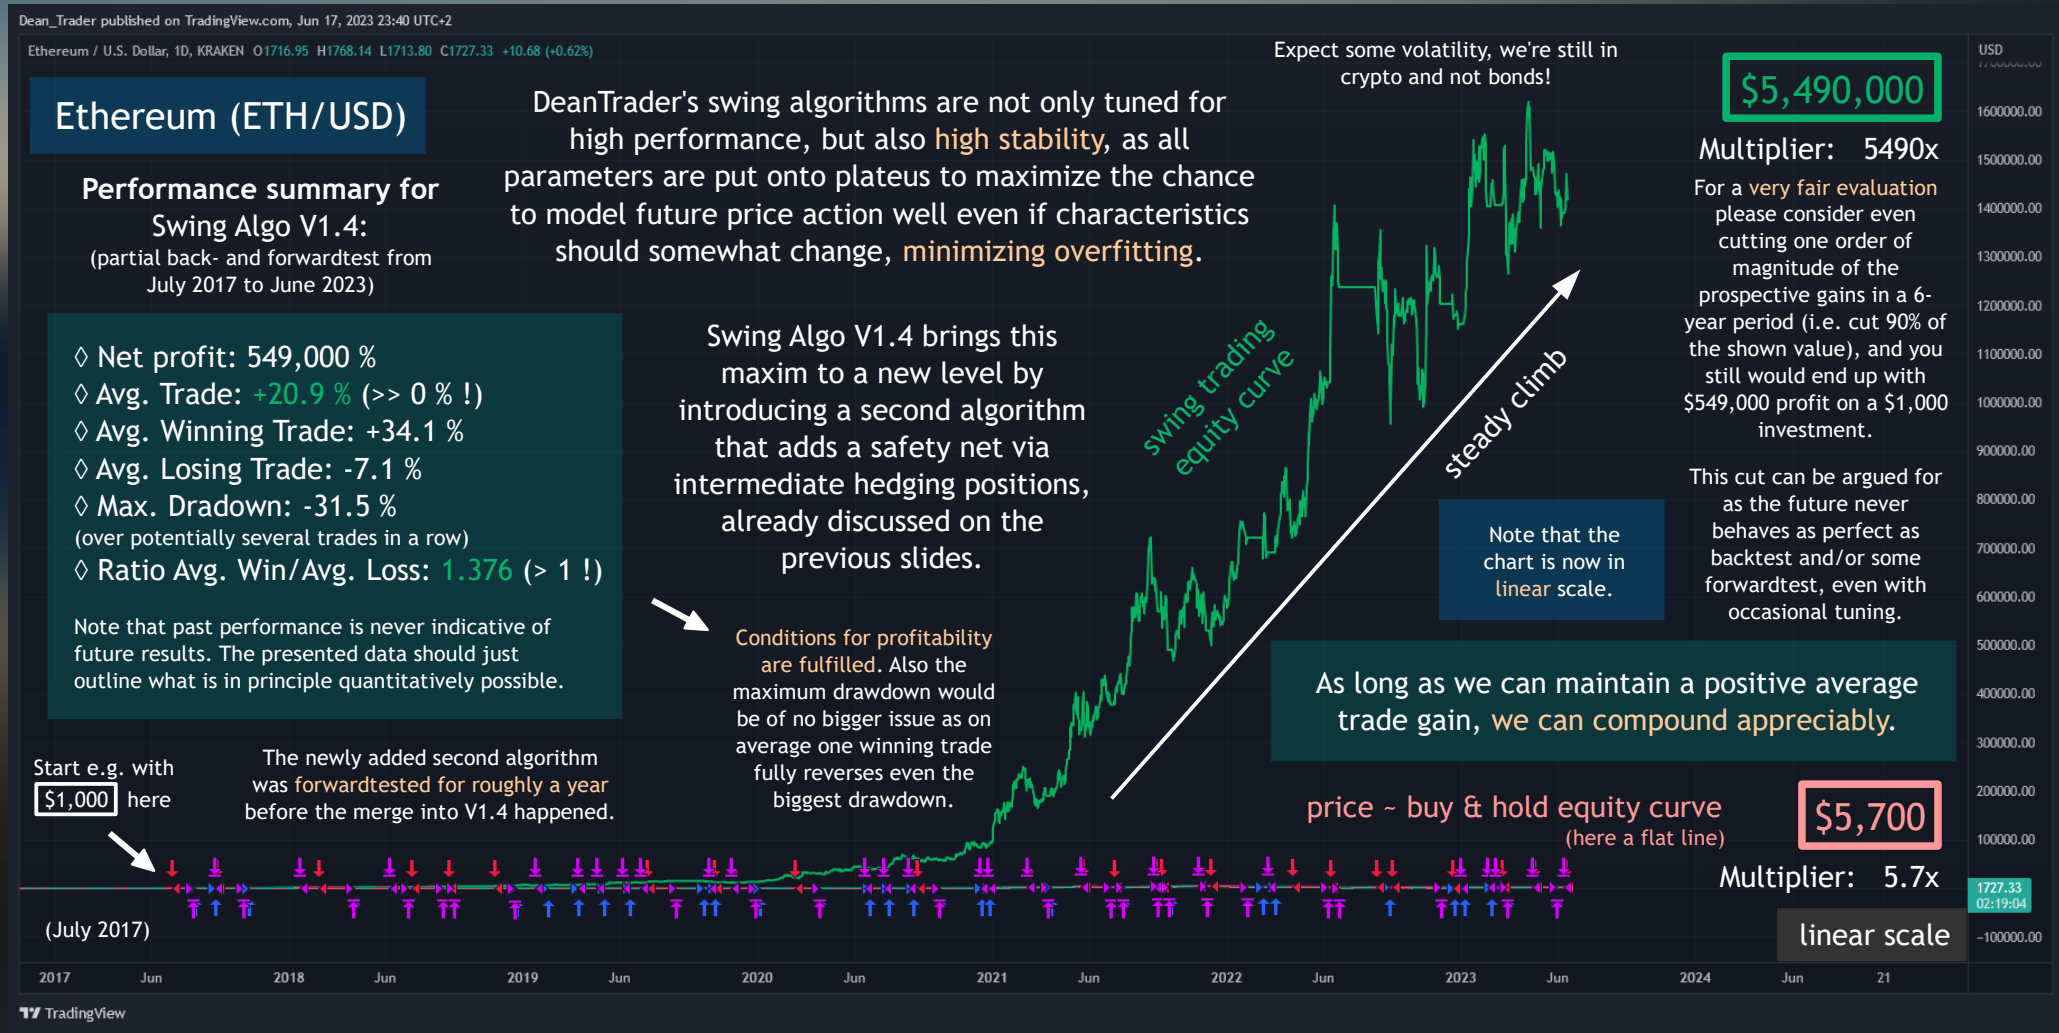 Dean_Trader published on TradingView.com, Jun 17, 2023 23:40 UTC+2
Ethereum / U.S. Dollar, 1D, KRAKEN O1716.95 H1768.14 L1713.80 C1727.33 +10.68 (+0.62%)
Ethereum (ETH/USD)
Performance summary for
Swing Algo V1.4:
(partial back- and forwardtest from
July 2017 to June 2023)
◊ Net profit: 549,000 %
◊ Avg. Trade: +20.9 % (>> 0 % !)
◊ Avg. Winning Trade: +34.1 %
◊ Avg. Losing Trade: -7.1 %
◊ Max. Dradown: -31.5 %
(over potentially several trades in a row)
◊ Ratio Avg. Win/Avg. Loss: 1.376 (> 1 !)
Note that past performance is never indicative of
future results. The presented data should just
outline what is in principle quantitatively possible.
Start e.g. with
$1,000 here
The newly added second algorithm
was forwardtested for roughly a year
before the merge into V1.4 happened.
(July 2017)
DeanTrader's swing algorithms are not only tuned for
high performance, but also high stability, as all
parameters are put onto plateus to maximize the chance
to model future price action well even if characteristics
should somewhat change, minimizing overfitting.
Swing Algo V1.4 brings this
maxim to a new level by
introducing a second algorithm
that adds a safety net via
intermediate hedging positions,
already discussed on the
previous slides.
Conditions for profitability
are fulfilled. Also the
maximum drawdown would
be of no bigger issue as on
average one winning trade
fully reverses even the
biggest drawdown.
swing trading
equity curve
steady climb
Expect some volatility, we're still in
crypto and not bonds!
$5,490,000
Multiplier: 5490x
For a very fair evaluation
please consider even
cutting one order of
magnitude of the
prospective gains in a 6-
year period (i.e. cut 90% of
the shown value), and you
still would end up with
$549,000 profit on a $1,000
investment.
This cut can be argued for
as the future never
behaves as perfect as
backtest and/or some
forwardtest, even with
occasional tuning.
Note that the
chart is now in
linear scale.
As long as we can maintain a positive average
trade gain, we can compound appreciably.
price ~ buy & hold equity curve
(here a flat line)
$5,700
Multiplier: 5.7x
linear scale
USD
1700000.00
1600000.00
1500000.00
1400000.00
1300000.00
1200000.00
1100000.00
1000000.00
900000.00
800000.00
700000.00
600000.00
500000.00
400000.00
300000.00
200000.00
100000.00
1727.33
02:19:04
-100000.00
2017 Jun 2018 Jun 2019 Jun 2020 Jun 2021 Jun 2022 Jun 2023 Jun 2024 Jun 21
TradingView